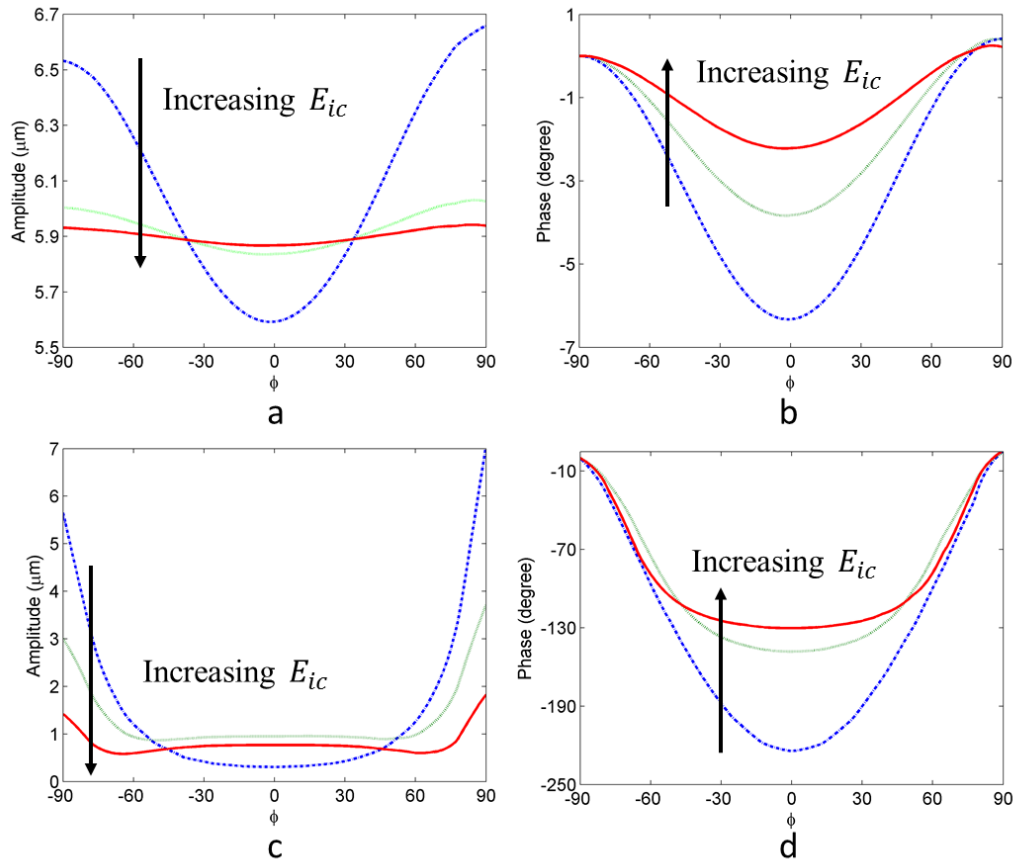 6.7
6.5
6.3
6.1
5.9
5.7
5.5
Amplitude (μm)
Increasing E_ic
-90 -60 -30 0 30 60 90
ϕ
a
1
-1
-3
-5
-7
Phase (degree)
Increasing E_ic
-90 -60 -30 0 30 60 90
ϕ
b
7
6
5
4
3
2
1
0
Amplitude (μm)
Increasing E_ic
-90 -60 -30 0 30 60 90
ϕ
c
-10
-70
-130
-190
-250
Phase (degree)
Increasing E_ic
-90 -60 -30 0 30 60 90
ϕ
d